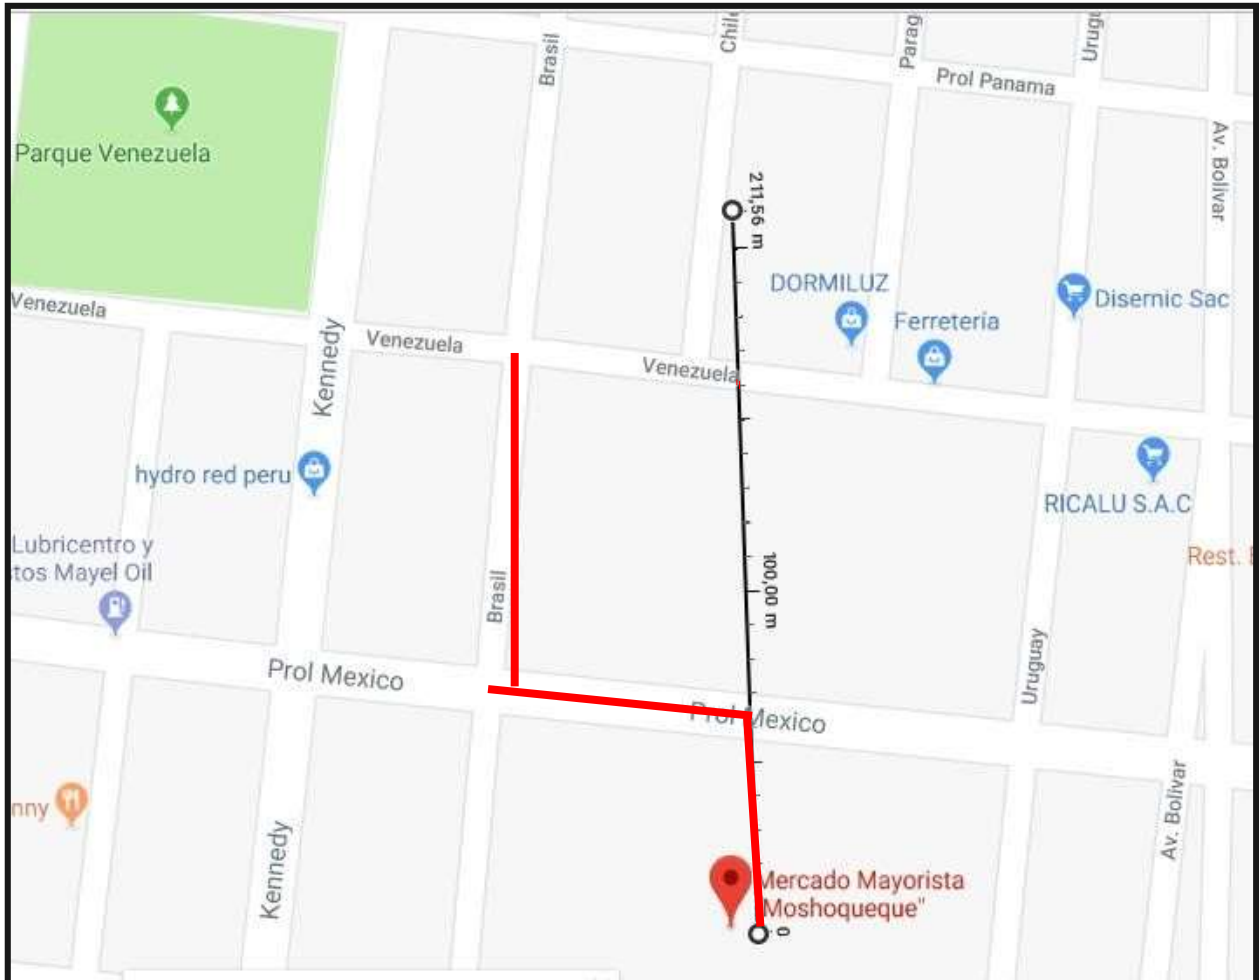 Brasil
Chile
Parag
Urugu
Prol Panama
Av. Bolivar
Parque Venezuela
211,56 m
DORMILUZ
Ferreteria
Disernic Sac
Venezuela
Kennedy
Venezuela
Venezuela
hydro red peru
RICALU S.A.C
Lubricentro y
tos Mayel Oil
Rest.
Brasil
100,00 m
Uruguay
Prol Mexico
Prol Mexico
Av. Bolivar
nny
Kennedy
Mercado Mayorista
Moshoqueque"
0